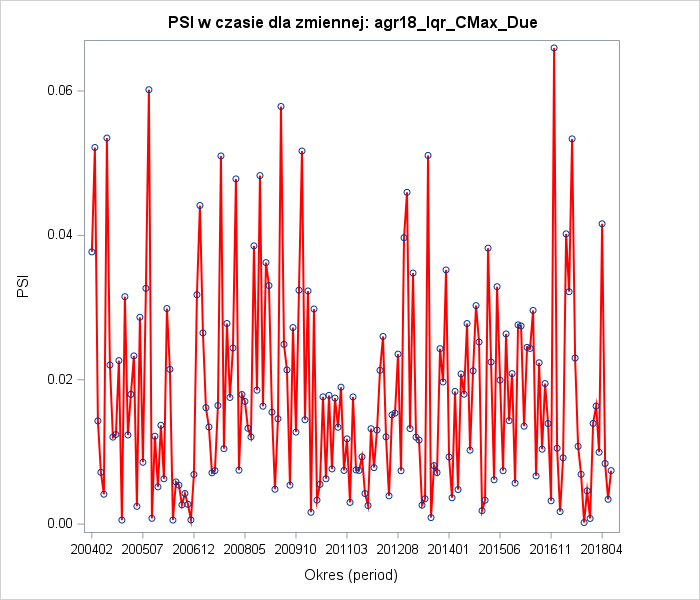 PSI w czasie dla zmiennej: agr18_Iqr_CMax_Due
0.06
0.04
0.02
0.00
PSI
200402 200507 200612 200805 200910 201103 201208 201401 201506 201611 201804
Okres (period)